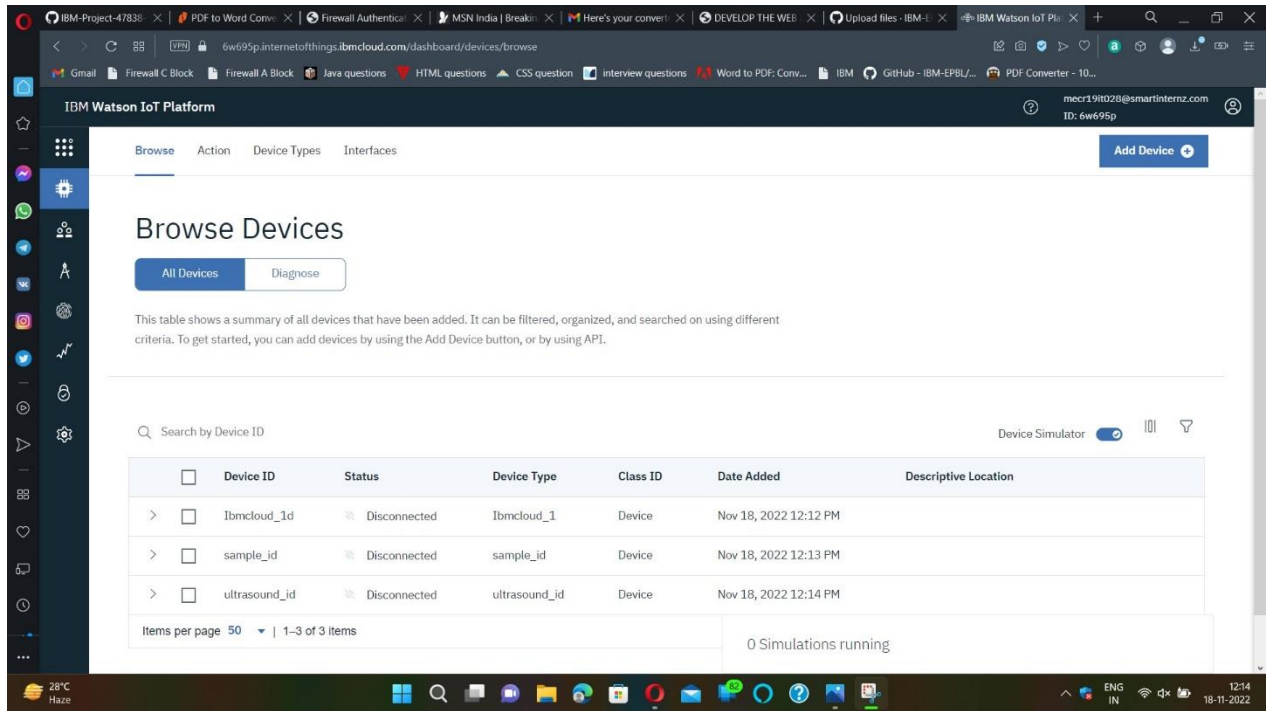 IBM-Project-47838-
PDF to Word Conve
Firewall Authenticat
MSN India | Breakin
Here's your convert
DEVELOP THE WEB
Upload files · IBM-E
IBM Watson IoT Pla
VPN
6w695p.internetofthings.ibmcloud.com/dashboard/devices/browse
Gmail Firewall C Block Firewall A Block Java questions HTML questions CSS question interview questions Word to PDF: Conv... IBM GitHub - IBM-EPBL/... PDF Converter - 10...
IBM Watson IoT Platform
mecr19it028@smartinternz.com
ID: 6w695p
Browse Action Device Types Interfaces
Add Device
Browse Devices
All Devices Diagnose
This table shows a summary of all devices that have been added. It can be filtered, organized, and searched on using different
criteria. To get started, you can add devices by using the Add Device button, or by using API.
Search by Device ID
Device Simulator
Device ID Status Device Type Class ID Date Added Descriptive Location
Ibmcloud_1d Disconnected Ibmcloud_1 Device Nov 18, 2022 12:12 PM
sample_id Disconnected sample_id Device Nov 18, 2022 12:13 PM
ultrasound_id Disconnected ultrasound_id Device Nov 18, 2022 12:14 PM
Items per page 50 | 1–3 of 3 items
0 Simulations running
28°C
Haze
82
ENG
IN
12:14
18-11-2022